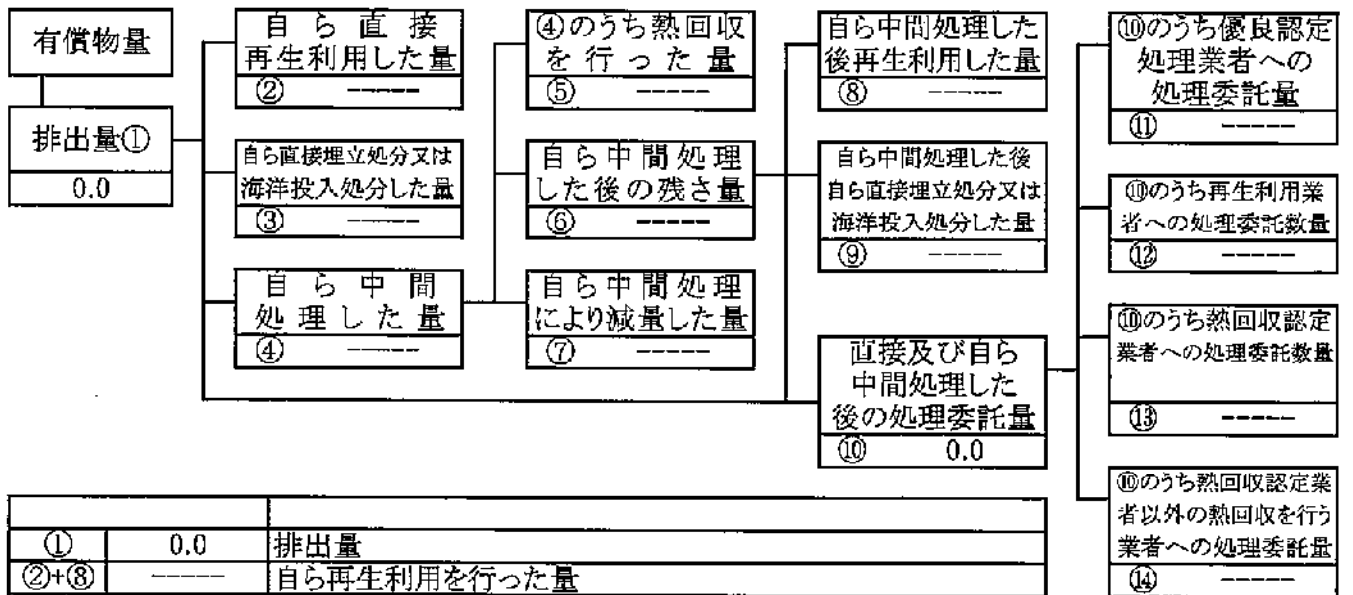 有償物量
排出量①
0.0
自ら直接
再生利用した量
② -----
自ら直接埋立処分又は
海洋投入処分した量
③ -----
自ら中間
処理した量
④ -----
④のうち熱回収
を行った量
⑤ -----
自ら中間処理
した後の残さ量
⑥ -----
自ら中間処理
により減量した量
⑦ -----
自ら中間処理した
後再生利用した量
⑧ -----
自ら中間処理した後
自ら直接埋立処分又は
海洋投入処分した量
⑨ -----
直接及び自ら
中間処理した
後の処理委託量
⑩ 0.0
⑩のうち優良認定
処理業者への
処理委託量
⑪ -----
⑩のうち再生利用業
者への処理委託数量
⑫ -----
⑩のうち熱回収認定
業者への処理委託数量
⑬ -----
⑩のうち熱回収認定業
者以外の熱回収を行う
業者への処理委託量
⑭ -----
① 0.0 排出量
②+⑧ ----- 自ら再生利用を行った量